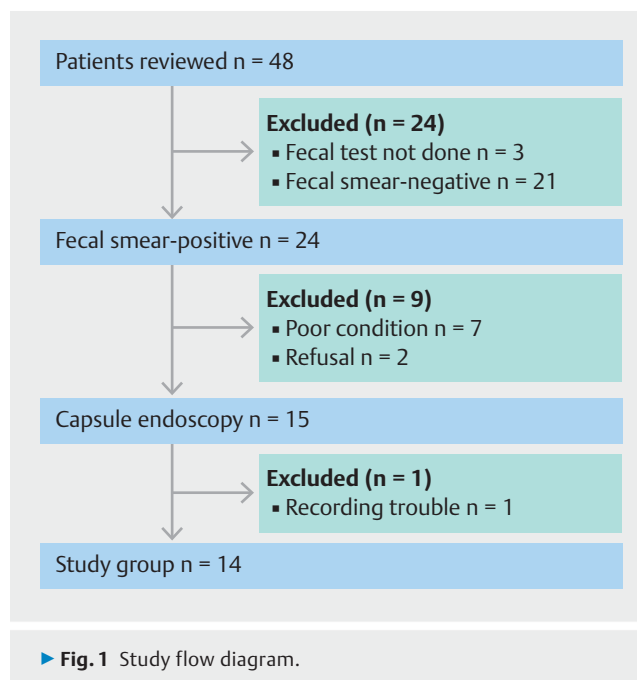 Patients reviewed n = 48
Excluded (n = 24)
▪ Fecal test not done n = 3
▪ Fecal smear-negative n = 21
Fecal smear-positive n = 24
Excluded (n = 9)
▪ Poor condition n = 7
▪ Refusal n = 2
Capsule endoscopy n = 15
Excluded (n = 1)
▪ Recording trouble n = 1
Study group n = 14
▶ Fig. 1 Study flow diagram.